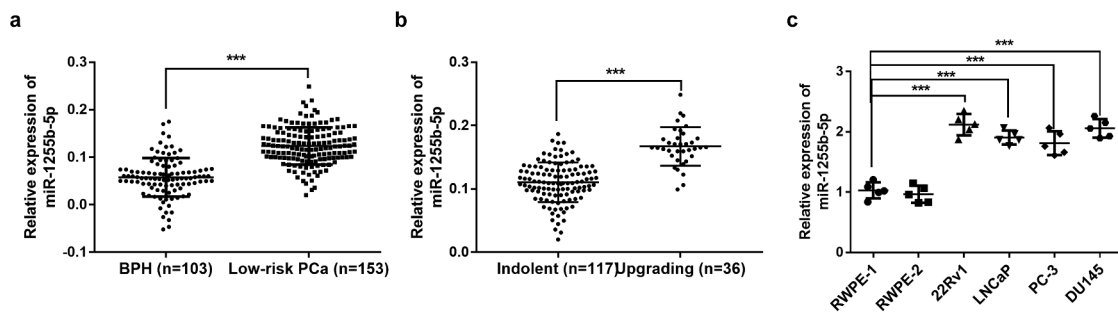 a
Relative expression of
miR-1255b-5p
0.3
0.2
0.1
0.0
-0.1
***
BPH (n=103)
Low-risk PCa (n=153)
b
Relative expression of
miR-1255b-5p
0.3
0.2
0.1
0.0
***
Indolent (n=117)
Upgrading (n=36)
c
Relative expression of
miR-1255b-5p
3
2
1
0
***
***
***
***
RWPE-1
RWPE-2
22Rv1
LNCaP
PC-3
DU145